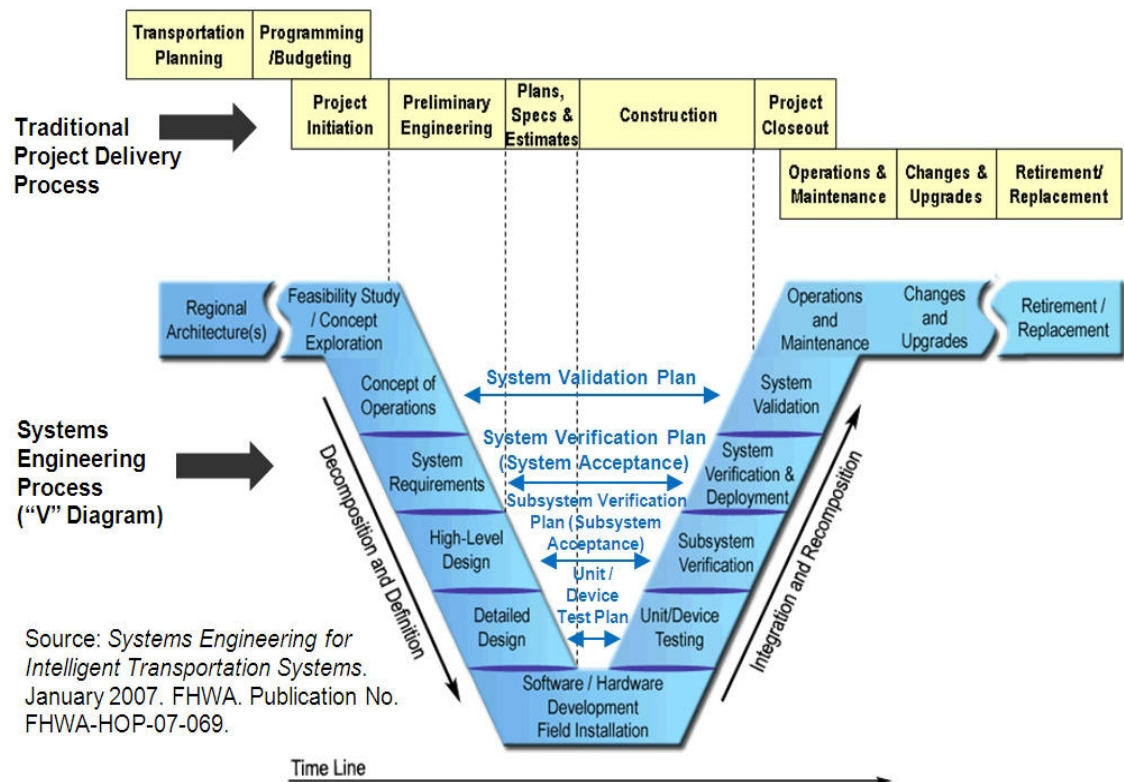 Transportation
Planning
Programming
/Budgeting
Project
Initiation
Preliminary
Engineering
Plans,
Specs &
Estimates
Construction
Project
Closeout
Operations &
Maintenance
Changes &
Upgrades
Retirement/
Replacement
Traditional
Project Delivery
Process
Regional
Architecture(s)
Feasibility Study
/ Concept
Exploration
Operations
and
Maintenance
Changes
and
Upgrades
Retirement /
Replacement
Systems
Engineering
Process
(“V” Diagram)
Decomposition and Definition
Concept of
Operations
System
Requirements
High-Level
Design
Detailed
Design
Software / Hardware
Development
Field Installation
System Validation Plan
System Verification Plan
(System Acceptance)
Subsystem Verification
Plan (Subsystem
Acceptance)
Unit /
Device
Test Plan
System
Validation
System
Verification &
Deployment
Subsystem
Verification
Unit/Device
Testing
Integration and Recomposition
Source: Systems Engineering for
Intelligent Transportation Systems.
January 2007. FHWA. Publication No.
FHWA-HOP-07-069.
Time Line